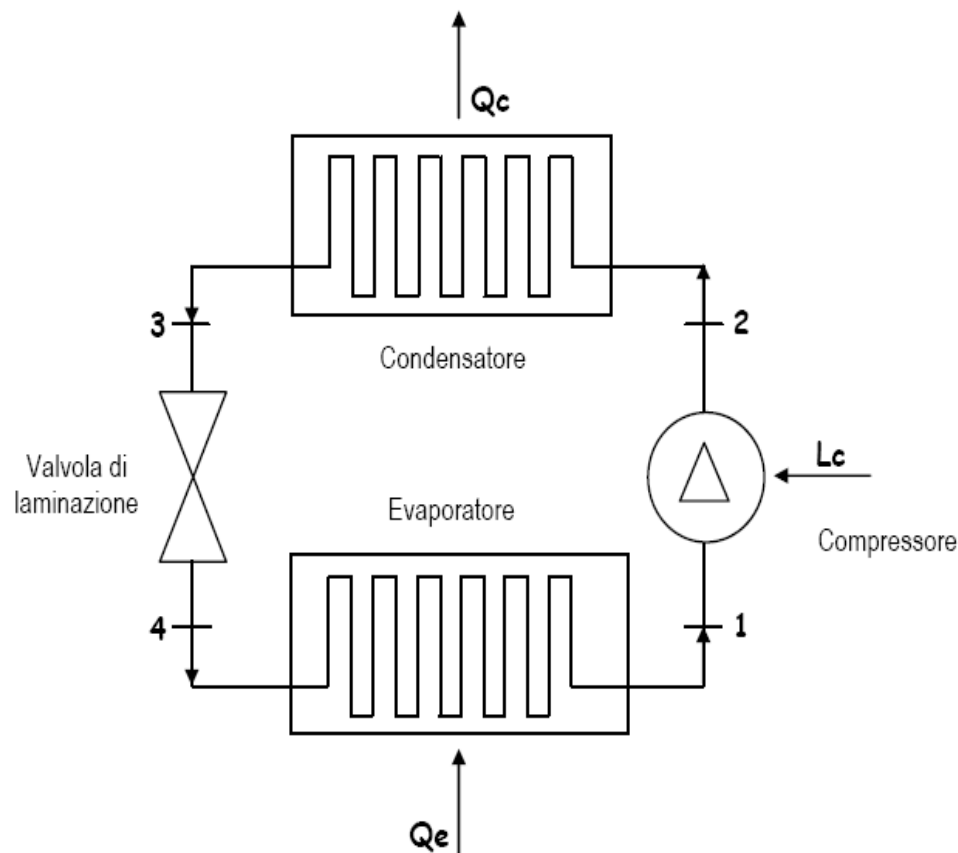 Qc
3
2
Condensatore
Valvola di
laminazione
Lc
Evaporatore
Compressore
4
1
Qe